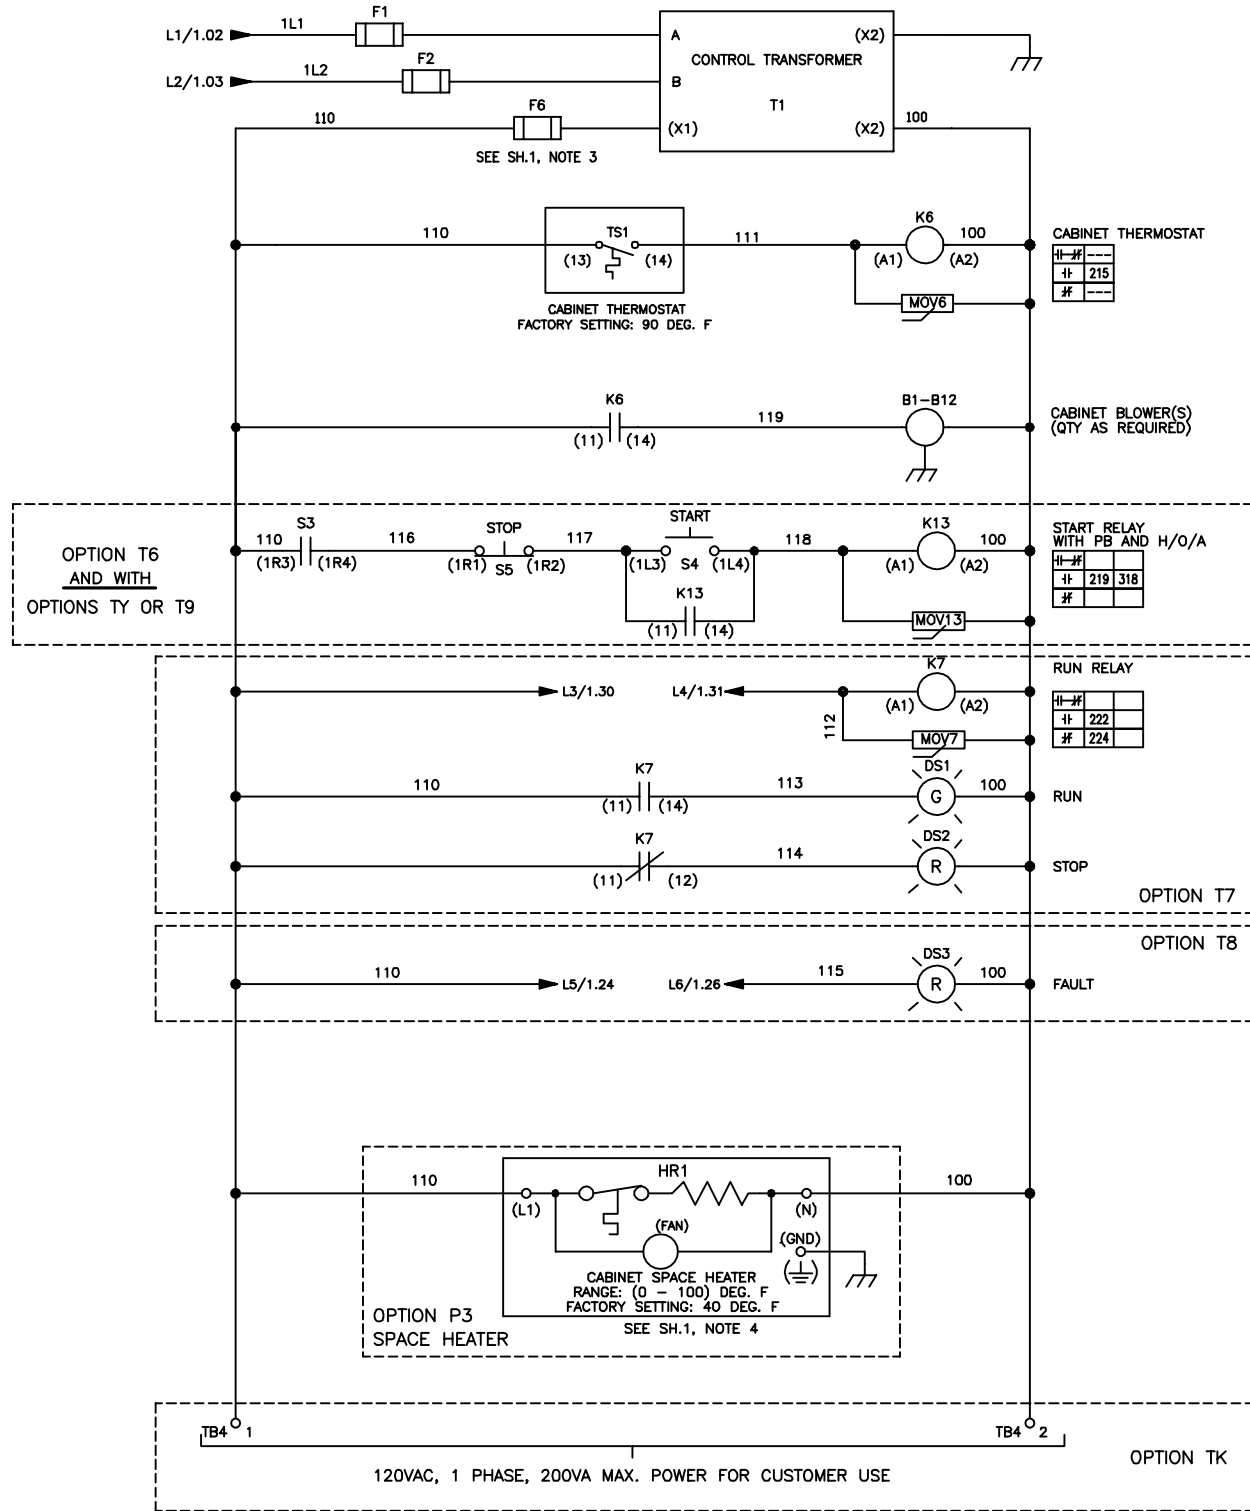 F1
L1/1.02 1L1 A (X2)
CONTROL TRANSFORMER
F2
L2/1.03 1L2 B
T1
F6
110 (X1) (X2) 100
SEE SH.1, NOTE 3
K6
110 TS1 111 100 CABINET THERMOSTAT
(13) (14) (A1) (A2) ---
215
---
MOV6
CABINET THERMOSTAT
FACTORY SETTING: 90 DEG. F
K6 B1-B12
119 CABINET BLOWER(S)
(QTY AS REQUIRED)
(11) (14)
OPTION T6
AND WITH
OPTIONS TY OR T9
S3 STOP START K13
110 116 117 118 100
(1R3) (1R4) (1R1) S5 (1R2) (1L3) S4 (1L4) (A1) (A2)
START RELAY
WITH PB AND H/O/A
219 318
K13
(11) (14)
MOV13
K7 RUN RELAY
L3/1.30 L4/1.31
(A1) (A2)
112
222
224
MOV7
K7 DS1
110 113 G 100 RUN
(11) (14)
K7 DS2
114 R STOP
(11) (12)
OPTION T7
OPTION T8
DS3
110 L5/1.24 L6/1.26 115 R 100 FAULT
110 HR1 100
(L1) (N)
(FAN)
(GND)
CABINET SPACE HEATER
RANGE: (0 - 100) DEG. F
FACTORY SETTING: 40 DEG. F
SEE SH.1, NOTE 4
OPTION P3
SPACE HEATER
TB4 1 TB4 2
120VAC, 1 PHASE, 200VA MAX. POWER FOR CUSTOMER USE
OPTION TK